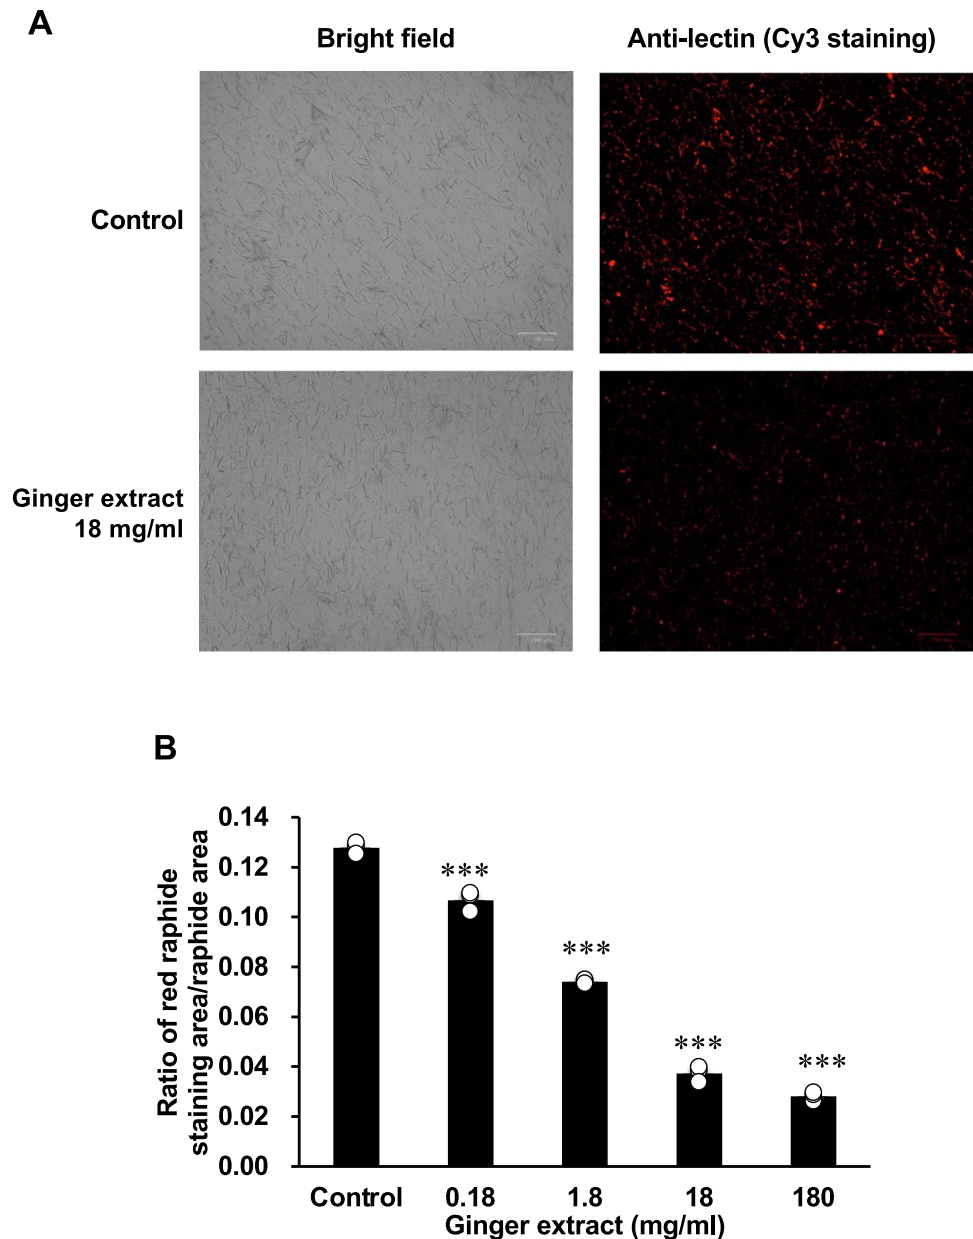 A
Bright field
Anti-lectin (Cy3 staining)
Control
Ginger extract
18 mg/ml
B
Ratio of red raphide
staining area/raphide area
0.14
0.12
0.10
0.08
0.06
0.04
0.02
0.00
***
***
***
***
Control
0.18
1.8
18
180
Ginger extract (mg/ml)